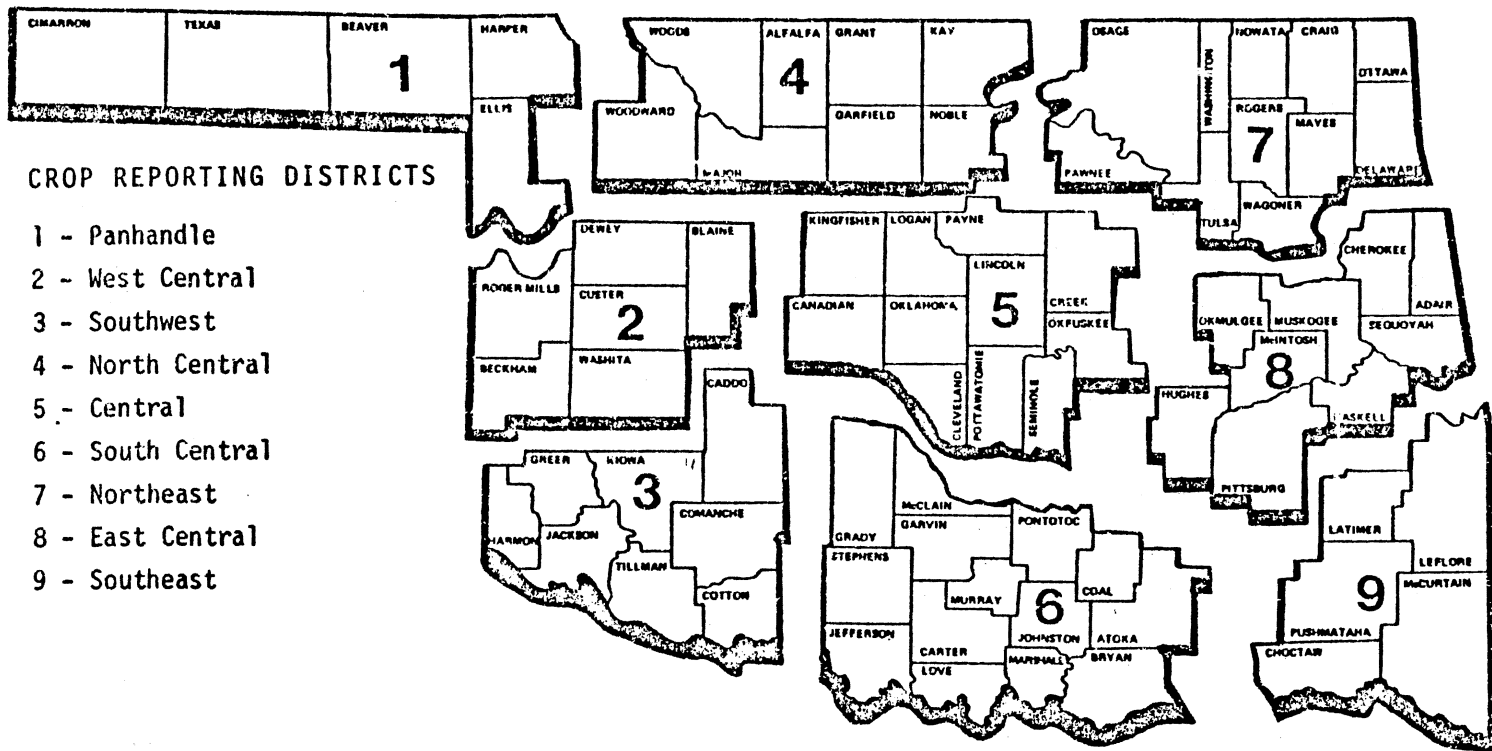 CROP REPORTING DISTRICTS
1 - Panhandle
2 - West Central
3 - Southwest
4 - North Central
5 - Central
6 - South Central
7 - Northeast
8 - East Central
9 - Southeast
CIMARRON
TEXAS
BEAVER
HARPER
1
ELLIS
WOODS
ALFALFA
GRANT
KAY
4
WOODWARD
GARFIELD
NOBLE
MAJOR
OSAGE
WASHINGTON
NOWATA
CRAIG
OTTAWA
ROGERS
MAYES
7
PAWNEE
DELAWARE
WAGONER
TULSA
DEWEY
BLAINE
ROGER MILLS
CUSTER
2
WASHITA
BECKHAM
KINGFISHER
LOGAN
PAYNE
LINCOLN
CANADIAN
OKLAHOMA
5
CREEK
OKFUSKEE
CLEVELAND
POTTAWATOMIE
SEMINOLE
CHEROKEE
ADAIR
OKMULGEE
MUSKOGEE
SEQUOYAH
McINTOSH
8
HUGHES
HASKELL
PITTSBURG
CADDO
GREER
KIOWA
3
COMANCHE
HARMON
JACKSON
TILLMAN
COTTON
McCLAIN
GRADY
GARVIN
PONTOTOC
STEPHENS
MURRAY
6
COAL
JEFFERSON
JOHNSTON
ATOKA
CARTER
MARSHALL
BRYAN
LOVE
LATIMER
LEFLORE
McCURTAIN
9
PUSHMATAHA
CHOCTAW